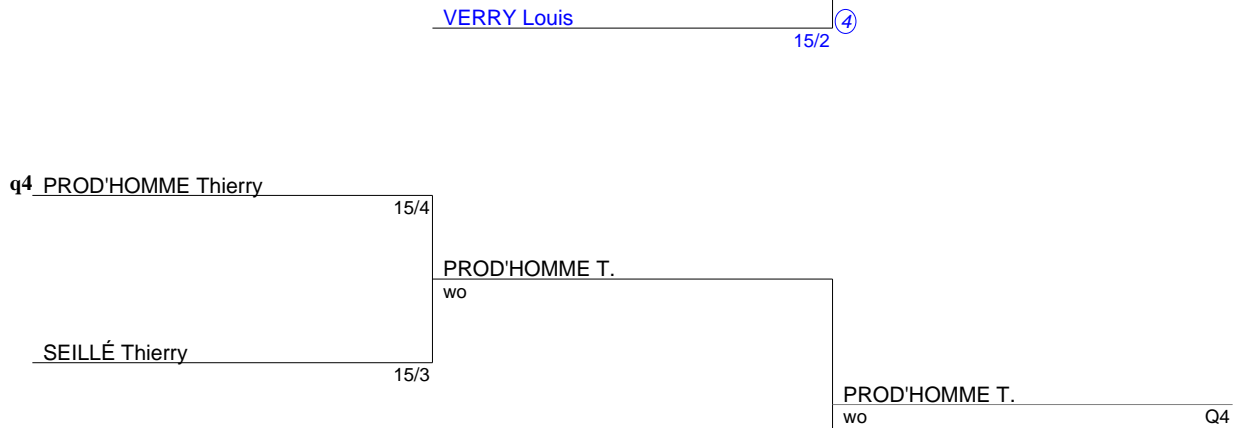 VERRY Louis
4
15/2
q4 PROD'HOMME Thierry
15/4
PROD'HOMME T.
wo
SEILLÉ Thierry
15/3
PROD'HOMME T.
wo Q4